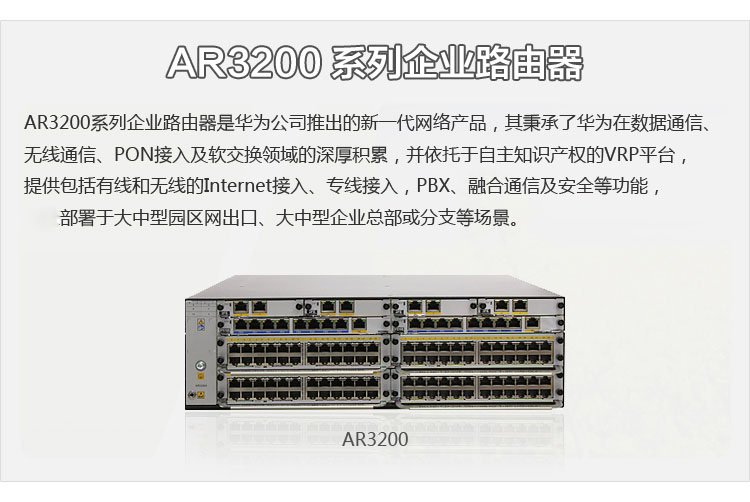 AR3200 系列企业路由器
AR3200系列企业路由器是华为公司推出的新一代网络产品，其秉承了华为在数据通信、
无线通信、PON接入及软交换领域的深厚积累，并依托于自主知识产权的VRP平台，
提供包括有线和无线的Internet接入、专线接入，PBX、融合通信及安全等功能，
部署于大中型园区网出口、大中型企业总部或分支等场景。
AR3200